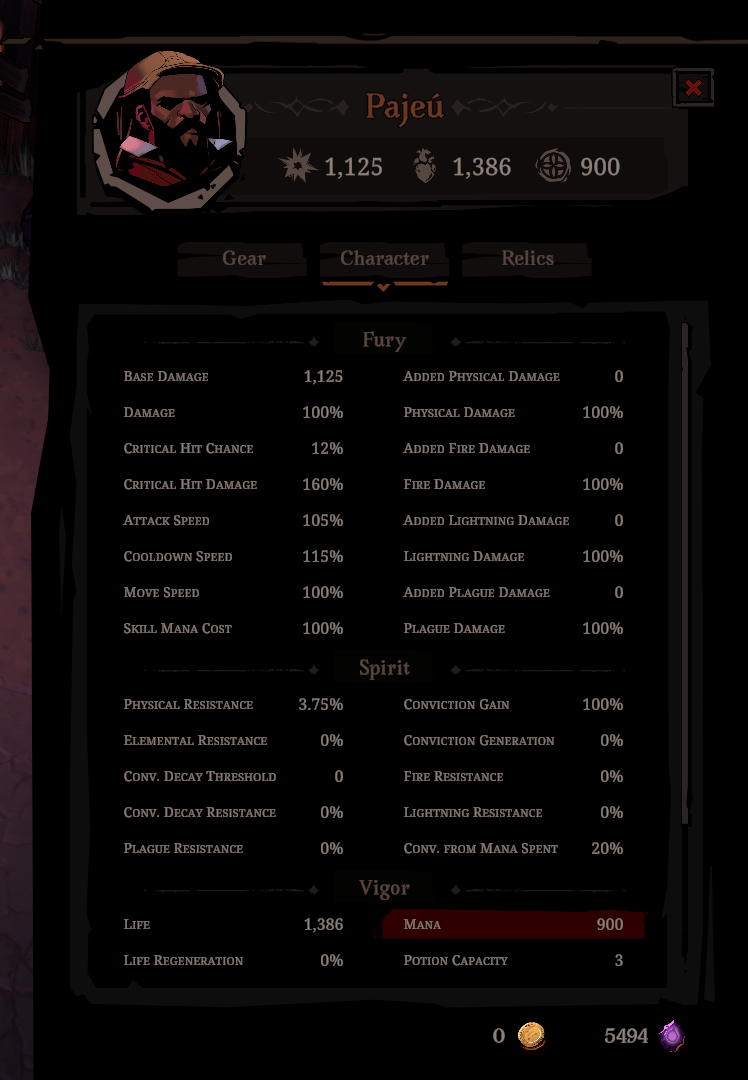 Pajeú
1,125 1,386 900
Gear Character Relics
Fury
Base Damage 1,125 Added Physical Damage 0
Damage 100% Physical Damage 100%
Critical Hit Chance 12% Added Fire Damage 0
Critical Hit Damage 160% Fire Damage 100%
Attack Speed 105% Added Lightning Damage 0
Cooldown Speed 115% Lightning Damage 100%
Move Speed 100% Added Plague Damage 0
Skill Mana Cost 100% Plague Damage 100%
Spirit
Physical Resistance 3.75% Conviction Gain 100%
Elemental Resistance 0% Conviction Generation 0%
Conv. Decay Threshold 0 Fire Resistance 0%
Conv. Decay Resistance 0% Lightning Resistance 0%
Plague Resistance 0% Conv. from Mana Spent 20%
Vigor
Life 1,386 Mana 900
Life Regeneration 0% Potion Capacity 3
0 5494